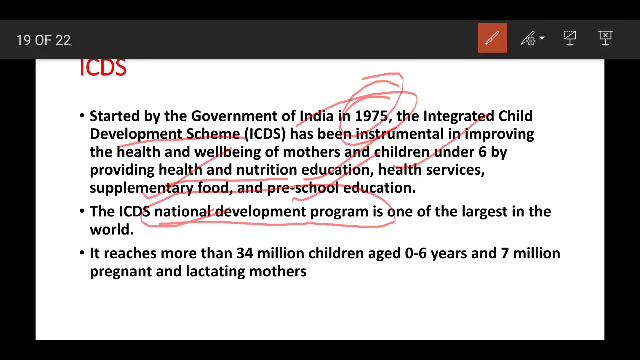 19 OF 22
ICDS
• Started by the Government of India in 1975, the Integrated Child
Development Scheme (ICDS) has been instrumental in improving
the health and wellbeing of mothers and children under 6 by
providing health and nutrition education, health services,
supplementary food, and pre-school education.
• The ICDS national development program is one of the largest in the
world.
• It reaches more than 34 million children aged 0-6 years and 7 million
pregnant and lactating mothers